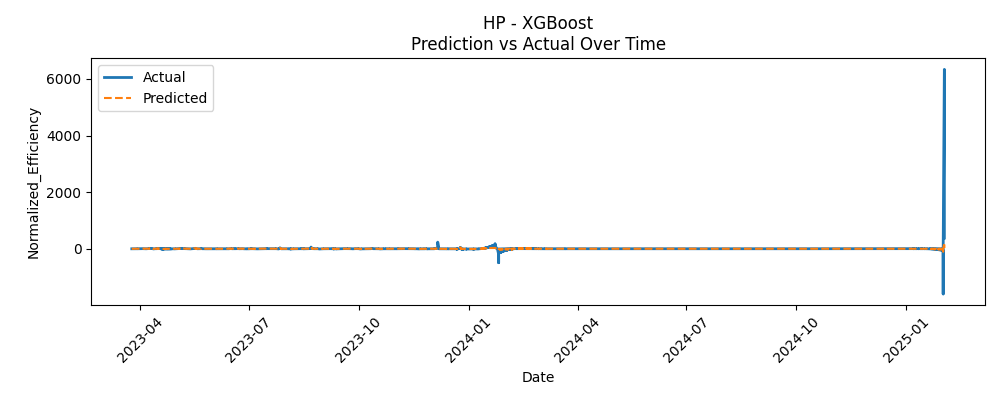 HP - XGBoost
Prediction vs Actual Over Time
Actual
Predicted
Normalized_Efficiency
6000
4000
2000
0
2023-04
2023-07
2023-10
2024-01
2024-04
2024-07
2024-10
2025-01
Date